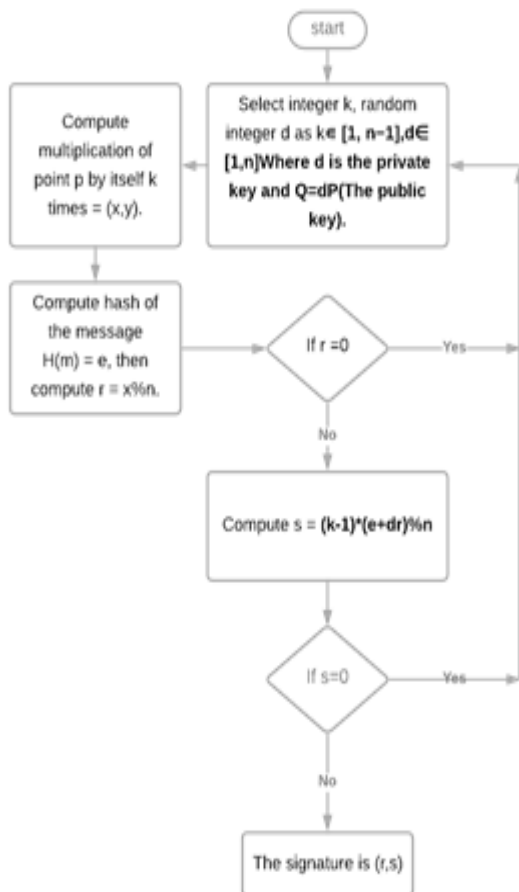 start
Select integer k, random
integer d as k∈ [1, n−1],d∈
[1,n]Where d is the private
key and Q=dP(The public
key).
Compute
multiplication of
point p by itself k
times = (x,y).
Compute hash of
the message
H(m) = e, then
compute r = x%n.
If r =0
Yes
No
Compute s = (k-1)*(e+dr)%n
If s=0
Yes
No
The signature is (r,s)